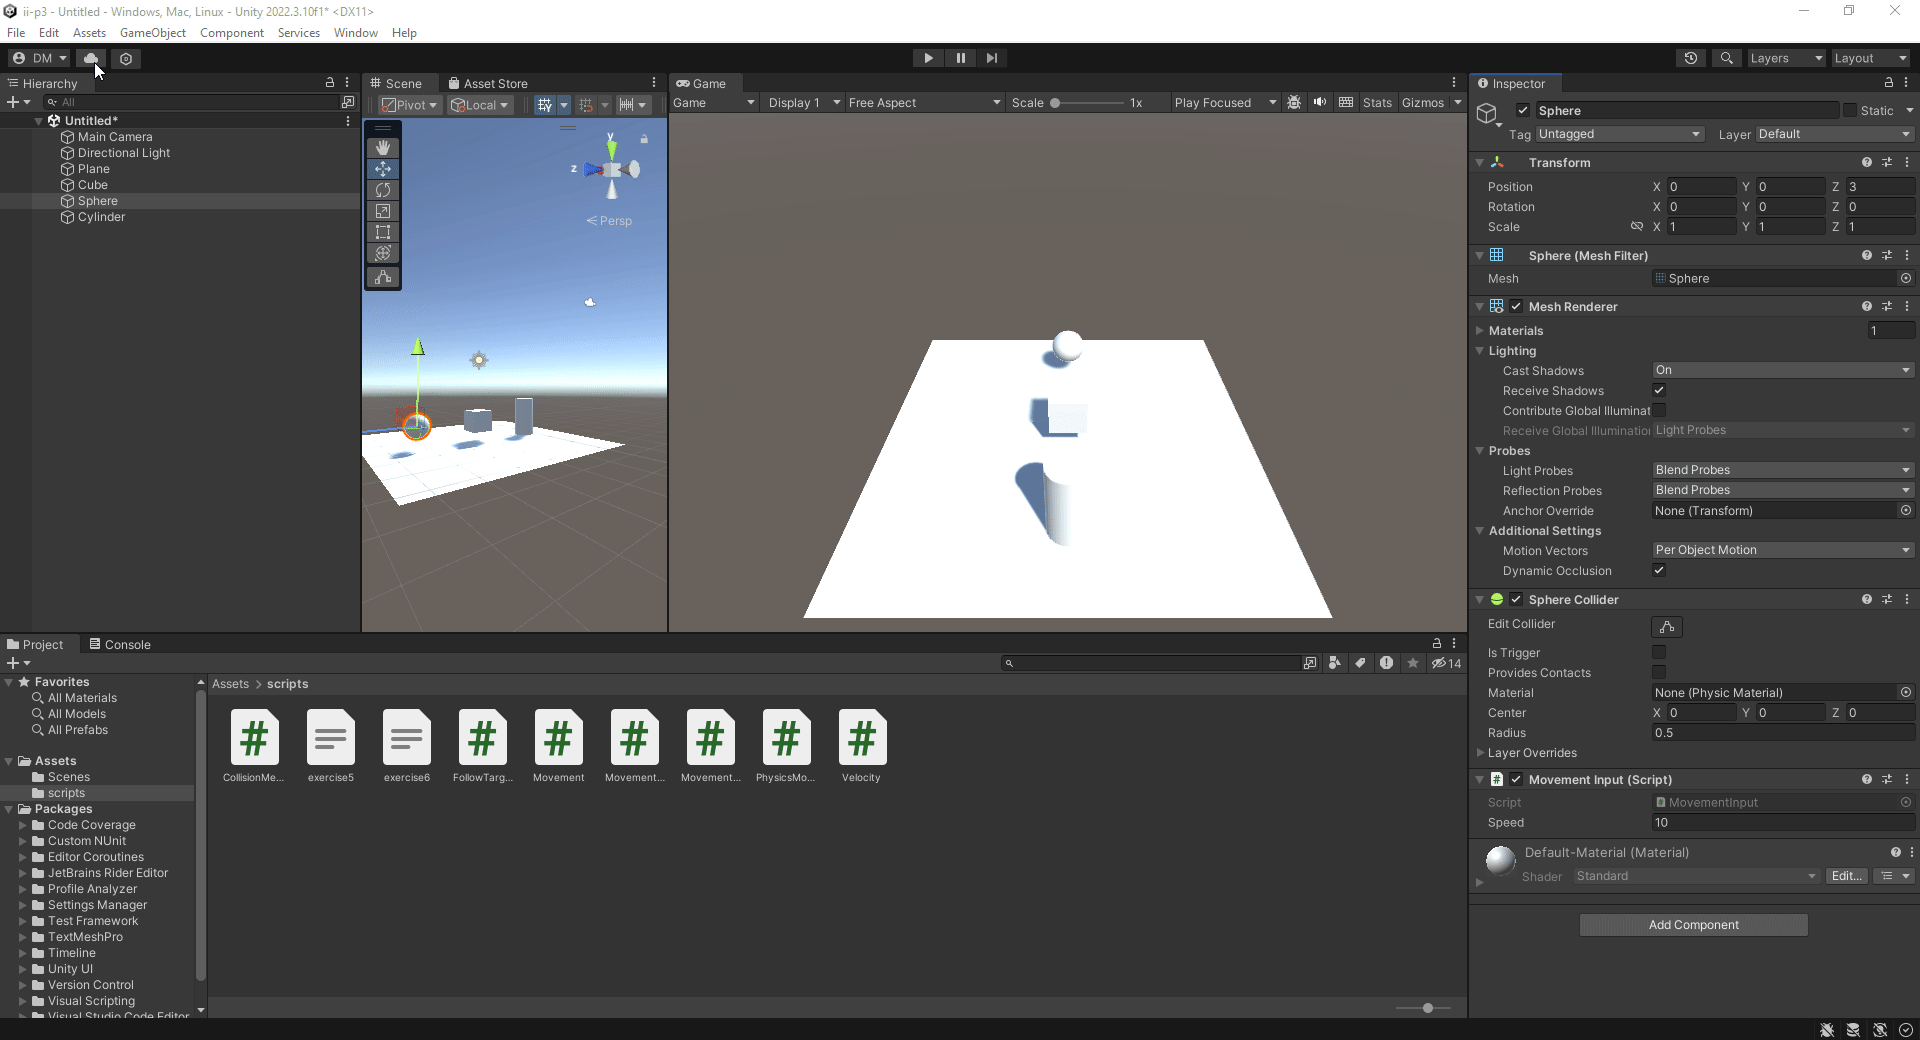 ii-p3 - Untitled - Windows, Mac, Linux - Unity 2022.3.10f1* <DX11>
File Edit Assets GameObject Component Services Window Help
DM
Layers Layout
Hierarchy
All
Untitled*
Main Camera
Directional Light
Plane
Cube
Sphere
Cylinder
Scene Asset Store
Pivot Local
y
z
Persp
Game
Game Display 1 Free Aspect Scale 1x Play Focused Stats Gizmos
Inspector
Sphere Static
Tag Untagged Layer Default
Transform
Position X 0 Y 0 Z 3
Rotation X 0 Y 0 Z 0
Scale X 1 Y 1 Z 1
Sphere (Mesh Filter)
Mesh Sphere
Mesh Renderer
Materials 1
Lighting
Cast Shadows On
Receive Shadows
Contribute Global Illuminat
Receive Global Illumination Light Probes
Probes
Light Probes Blend Probes
Reflection Probes Blend Probes
Anchor Override None (Transform)
Additional Settings
Motion Vectors Per Object Motion
Dynamic Occlusion
Sphere Collider
Edit Collider
Is Trigger
Provides Contacts
Material None (Physic Material)
Center X 0 Y 0 Z 0
Radius 0.5
Layer Overrides
# Movement Input (Script)
Script MovementInput
Speed 10
Default-Material (Material)
Shader Standard Edit...
Add Component
Project Console
14
Favorites
All Materials
All Models
All Prefabs
Assets
Scenes
scripts
Packages
Code Coverage
Custom NUnit
Editor Coroutines
JetBrains Rider Editor
Profile Analyzer
Settings Manager
Test Framework
TextMeshPro
Timeline
Unity UI
Version Control
Visual Scripting
Visual Studio Code Editor
Assets > scripts
CollisionMe... exercise5 exercise6 FollowTarg... Movement Movement... Movement... PhysicsMo... Velocity